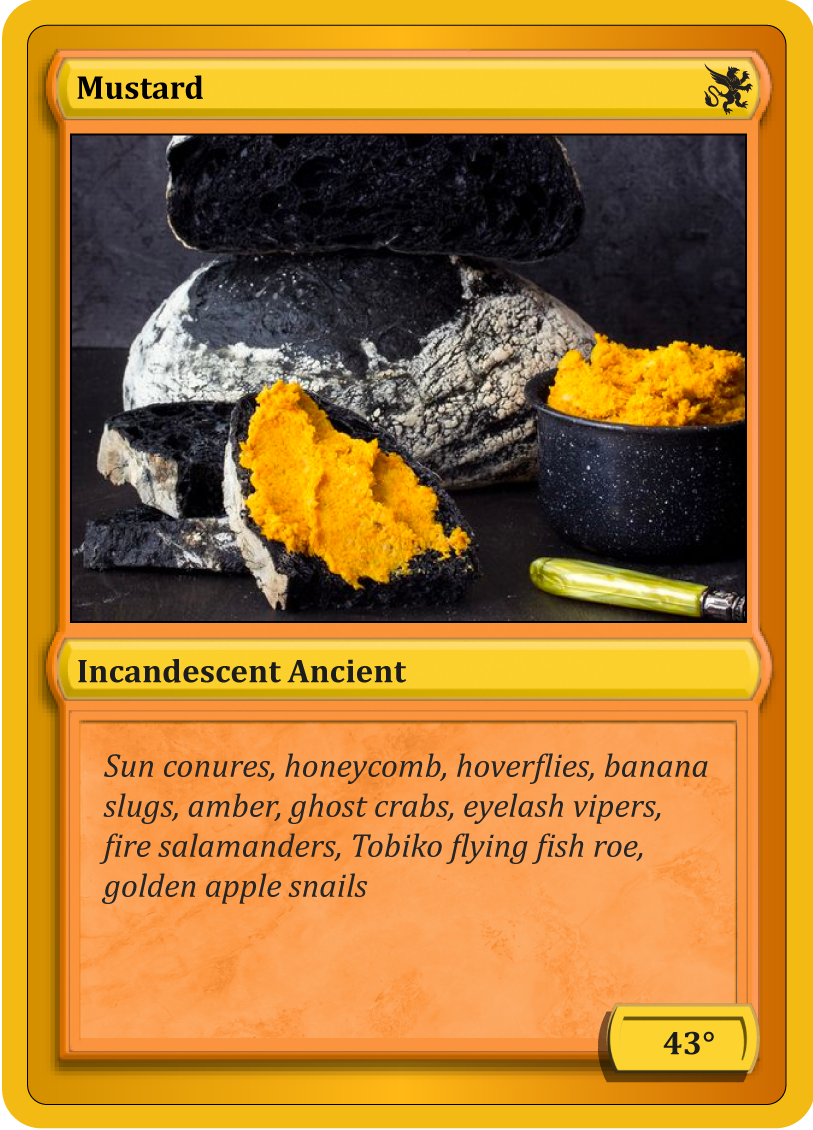 Mustard
Incandescent Ancient
Sun conures, honeycomb, hoverflies, banana
slugs, amber, ghost crabs, eyelash vipers,
fire salamanders, Tobiko flying fish roe,
golden apple snails
43°